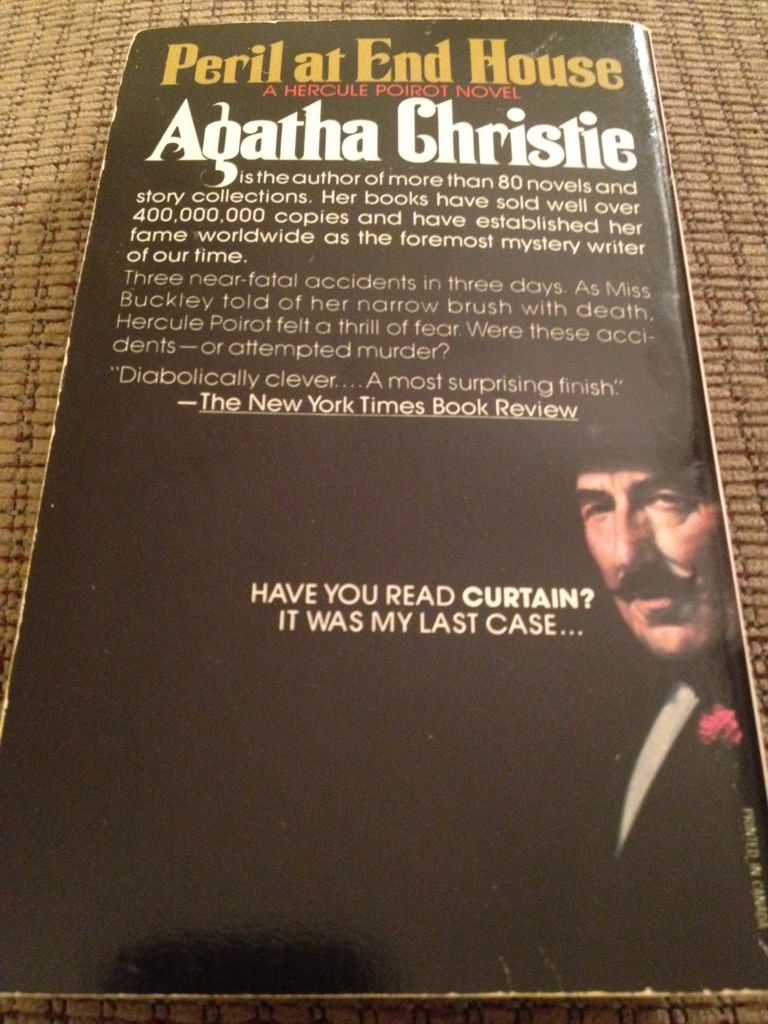 Peril at End House
A HERCULE POIROT NOVEL
Agatha Christie
is the author of more than 80 novels and
story collections. Her books have sold well over
400,000,000 copies and have established her
fame worldwide as the foremost mystery writer
of our time.
Three near-fatal accidents in three days. As Miss
Buckley told of her narrow brush with death,
Hercule Poirot felt a thrill of fear. Were these acci-
dents—or attempted murder?
"Diabolically clever.... A most surprising finish."
—The New York Times Book Review
HAVE YOU READ CURTAIN?
IT WAS MY LAST CASE...
PRINTED IN CANADA